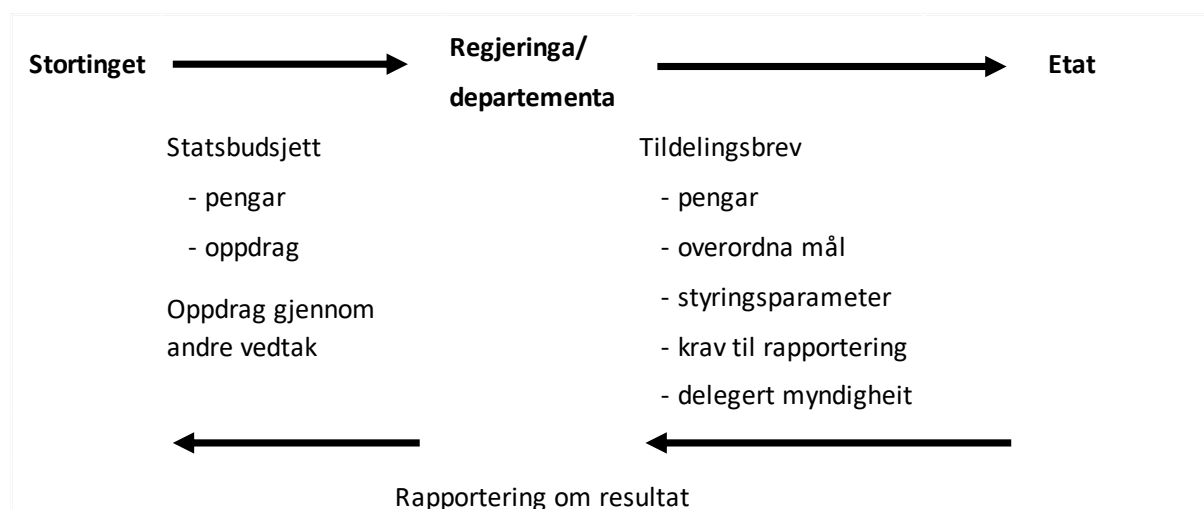 Stortinget
Regjeringa/
departementa
Etat
Statsbudsjett
- pengar
- oppdrag
Oppdrag gjennom
andre vedtak
Tildelingsbrev
- pengar
- overordna mål
- styringsparameter
- krav til rapportering
- delegert myndigheit
Rapportering om resultat